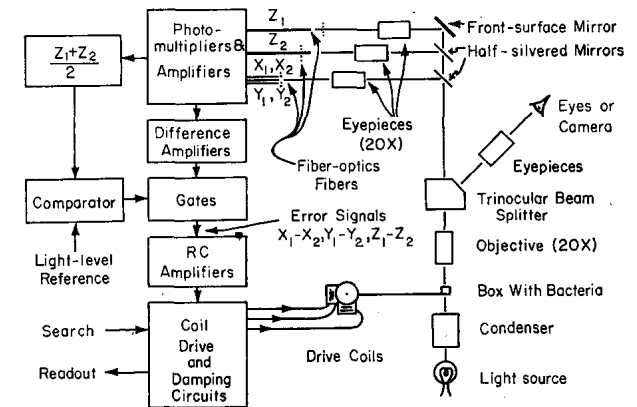 Photo-
multipliers &
Amplifiers
Z1
Z2
X1, X2
Y1, Y2
Front-surface Mirror
Half-silvered Mirrors
Z1+Z2
2
Eyepieces
(20X)
Fiber-optics
Fibers
Eyes or
Camera
Eyepieces
Difference
Amplifiers
Comparator
Gates
Trinocular Beam
Splitter
Error Signals
X1-X2, Y1-Y2, Z1-Z2
Light-level
Reference
RC
Amplifiers
Objective (20X)
Box With Bacteria
Search
Readout
Coil
Drive
and
Damping
Circuits
Drive Coils
Condenser
Light source